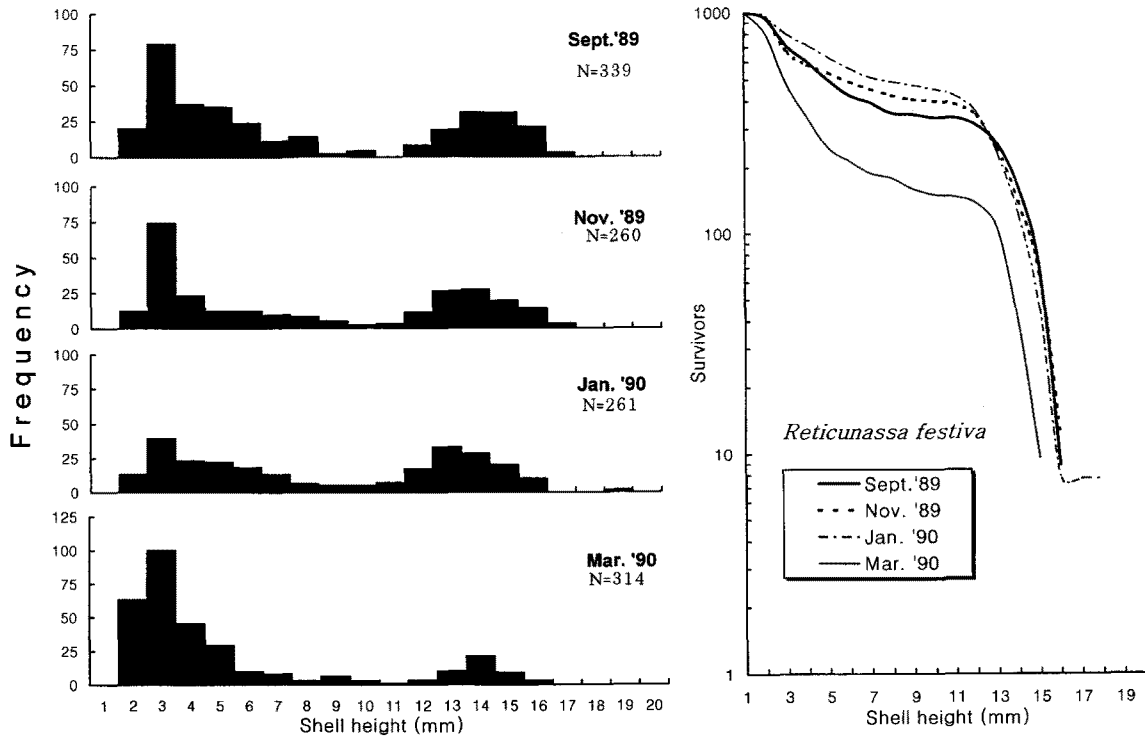 Frequency
100
75
50
25
0
Sept.'89
N=339
100
75
50
25
0
Nov. '89
N=260
100
75
50
25
0
Jan. '90
N=261
125
100
75
50
25
0
Mar. '90
N=314
1 2 3 4 5 6 7 8 9 10 11 12 13 14 15 16 17 18 19 20
Shell height (mm)
Survivors
1000
100
10
1
Reticunassa festiva
Sept.'89
Nov. '89
Jan. '90
Mar. '90
1 3 5 7 9 11 13 15 17 19
Shell height (mm)